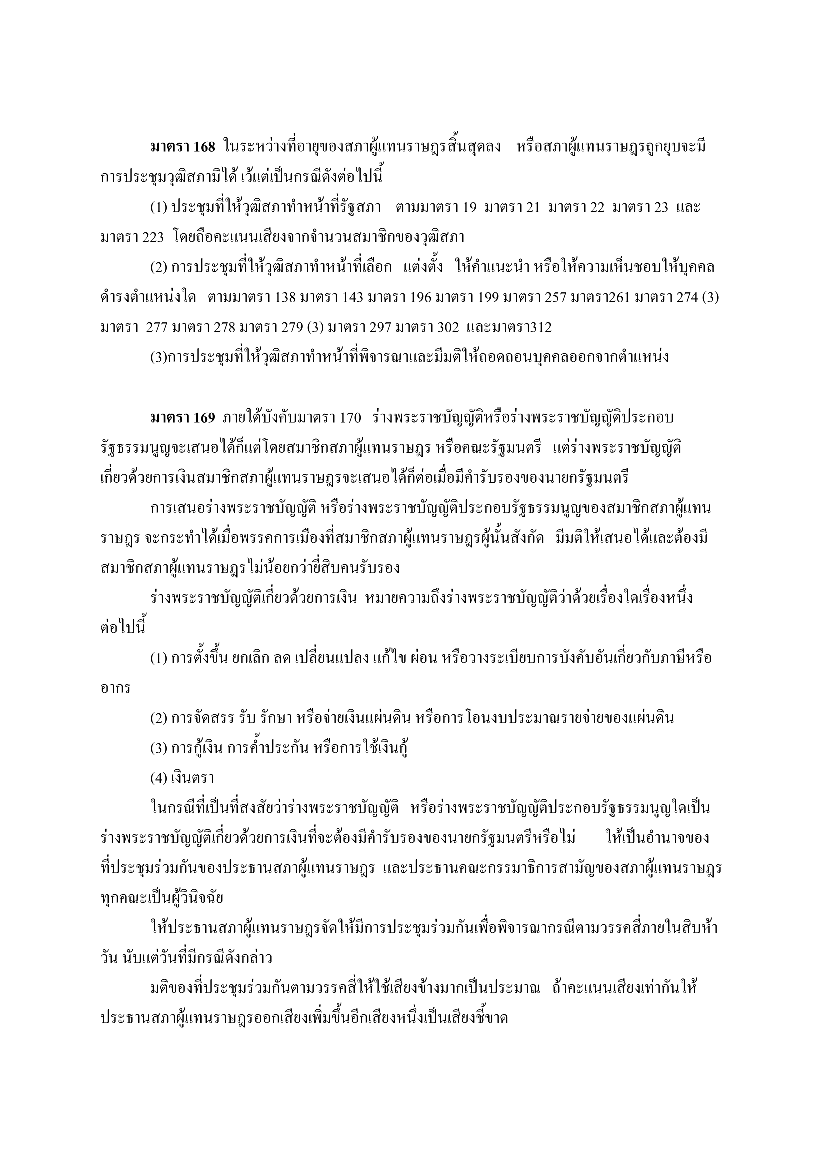 มาตรา 168 ในระหว่างที่อายุของสภาผู้แทนราษฎรสิ้นสุดลง หรือสภาผู้แทนราษฎรถูกยุบจะมี
การประชุมวุฒิสภามิได้ เว้แต่เป็นกรณีดังต่อไปนี้
(1) ประชุมที่ให้วุฒิสภาทำหน้าที่รัฐสภา ตามมาตรา 19 มาตรา 21 มาตรา 22 มาตรา 23 และ
มาตรา 223 โดยถือคะแนนเสียงจากจำนวนสมาชิกของวุฒิสภา
(2) การประชุมที่ให้วุฒิสภาทำหน้าที่เลือก แต่งตั้ง ให้คำแนะนำ หรือให้ความเห็นชอบให้บุคคล
ดำรงตำแหน่งใด ตามมาตรา 138 มาตรา 143 มาตรา 196 มาตรา 199 มาตรา 257 มาตรา261 มาตรา 274 (3)
มาตรา 277 มาตรา 278 มาตรา 279 (3) มาตรา 297 มาตรา 302 และมาตรา312
(3)การประชุมที่ให้วุฒิสภาทำหน้าที่พิจารณาและมีมติให้ถอดถอนบุคคลออกจากตำแหน่ง
มาตรา 169 ภายใต้บังคับมาตรา 170 ร่างพระราชบัญญัติหรือร่างพระราชบัญญัติประกอบ
รัฐธรรมนูญจะเสนอได้ก็แต่โดยสมาชิกสภาผู้แทนราษฎร หรือคณะรัฐมนตรี แต่ร่างพระราชบัญญัติ
เกี่ยวด้วยการเงินสมาชิกสภาผู้แทนราษฎรจะเสนอได้ก็ต่อเมื่อมีคำรับรองของนายกรัฐมนตรี
การเสนอร่างพระราชบัญญัติ หรือร่างพระราชบัญญัติประกอบรัฐธรรมนูญของสมาชิกสภาผู้แทน
ราษฎร จะกระทำได้เมื่อพรรคการเมืองที่สมาชิกสภาผู้แทนราษฎรผู้นั้นสังกัด มีมติให้เสนอได้และต้องมี
สมาชิกสภาผู้แทนราษฎรไม่น้อยกว่ายี่สิบคนรับรอง
ร่างพระราชบัญญัติเกี่ยวด้วยการเงิน หมายความถึงร่างพระราชบัญญัติว่าด้วยเรื่องใดเรื่องหนึ่ง
ต่อไปนี้
(1) การตั้งขึ้น ยกเลิก ลด เปลี่ยนแปลง แก้ไข ผ่อน หรือวางระเบียบการบังคับอันเกี่ยวกับภาษีหรือ
อากร
(2) การจัดสรร รับ รักษา หรือจ่ายเงินแผ่นดิน หรือการโอนงบประมาณรายจ่ายของแผ่นดิน
(3) การกู้เงิน การค้ำประกัน หรือการใช้เงินกู้
(4) เงินตรา
ในกรณีที่เป็นที่สงสัยว่าร่างพระราชบัญญัติ หรือร่างพระราชบัญญัติประกอบรัฐธรรมนูญใดเป็น
ร่างพระราชบัญญัติเกี่ยวด้วยการเงินที่จะต้องมีคำรับรองของนายกรัฐมนตรีหรือไม่ ให้เป็นอำนาจของ
ที่ประชุมร่วมกันของประธานสภาผู้แทนราษฎร และประธานคณะกรรมาธิการสามัญของสภาผู้แทนราษฎร
ทุกคณะเป็นผู้วินิจฉัย
ให้ประธานสภาผู้แทนราษฎรจัดให้มีการประชุมร่วมกันเพื่อพิจารณากรณีตามวรรคสี่ภายในสิบห้า
วัน นับแต่วันที่มีกรณีดังกล่าว
มติของที่ประชุมร่วมกันตามวรรคสี่ให้ใช้เสียงข้างมากเป็นประมาณ ถ้าคะแนนเสียงเท่ากันให้
ประธานสภาผู้แทนราษฎรออกเสียงเพิ่มขึ้นอีกเสียงหนึ่งเป็นเสียงชี้ขาด